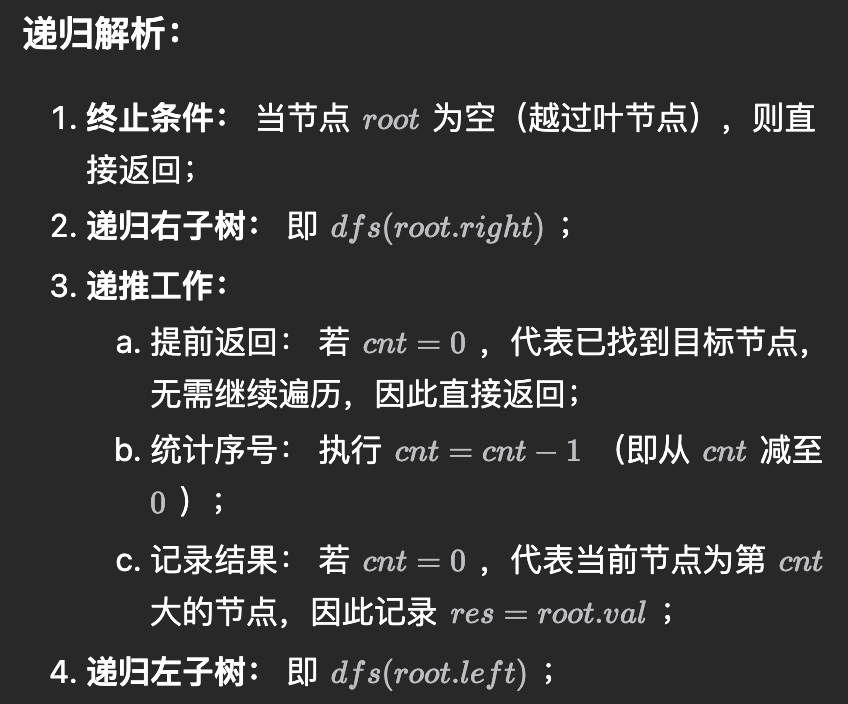 递归解析：
1. 终止条件： 当节点 root 为空（越过叶节点），则直
接返回；
2. 递归右子树： 即 dfs(root.right) ；
3. 递推工作：
a. 提前返回： 若 cnt = 0 ，代表已找到目标节点，
无需继续遍历，因此直接返回；
b. 统计序号： 执行 cnt = cnt − 1 （即从 cnt 减至
0 ）；
c. 记录结果： 若 cnt = 0 ，代表当前节点为第 cnt
大的节点，因此记录 res = root.val ；
4. 递归左子树： 即 dfs(root.left) ；